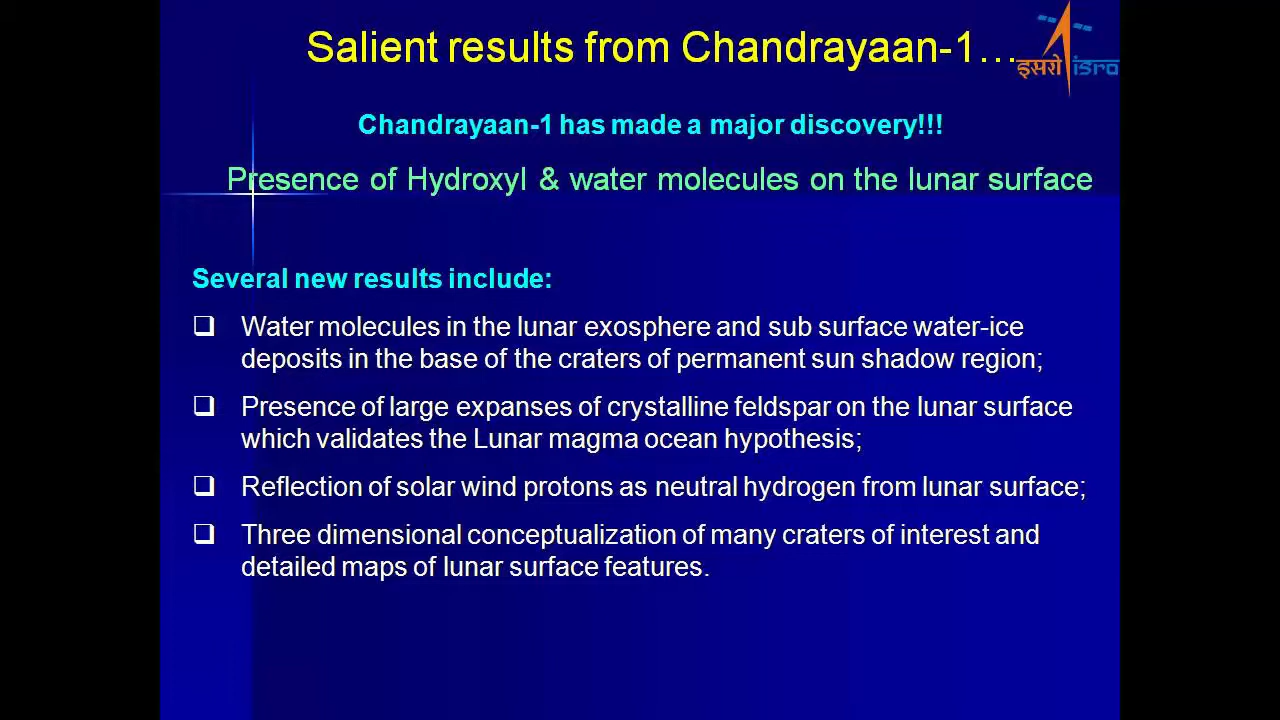 Salient results from Chandrayaan-1…
इसरो isro
Chandrayaan-1 has made a major discovery!!!
Presence of Hydroxyl & water molecules on the lunar surface
Several new results include:
Water molecules in the lunar exosphere and sub surface water-ice
deposits in the base of the craters of permanent sun shadow region;
Presence of large expanses of crystalline feldspar on the lunar surface
which validates the Lunar magma ocean hypothesis;
Reflection of solar wind protons as neutral hydrogen from lunar surface;
Three dimensional conceptualization of many craters of interest and
detailed maps of lunar surface features.